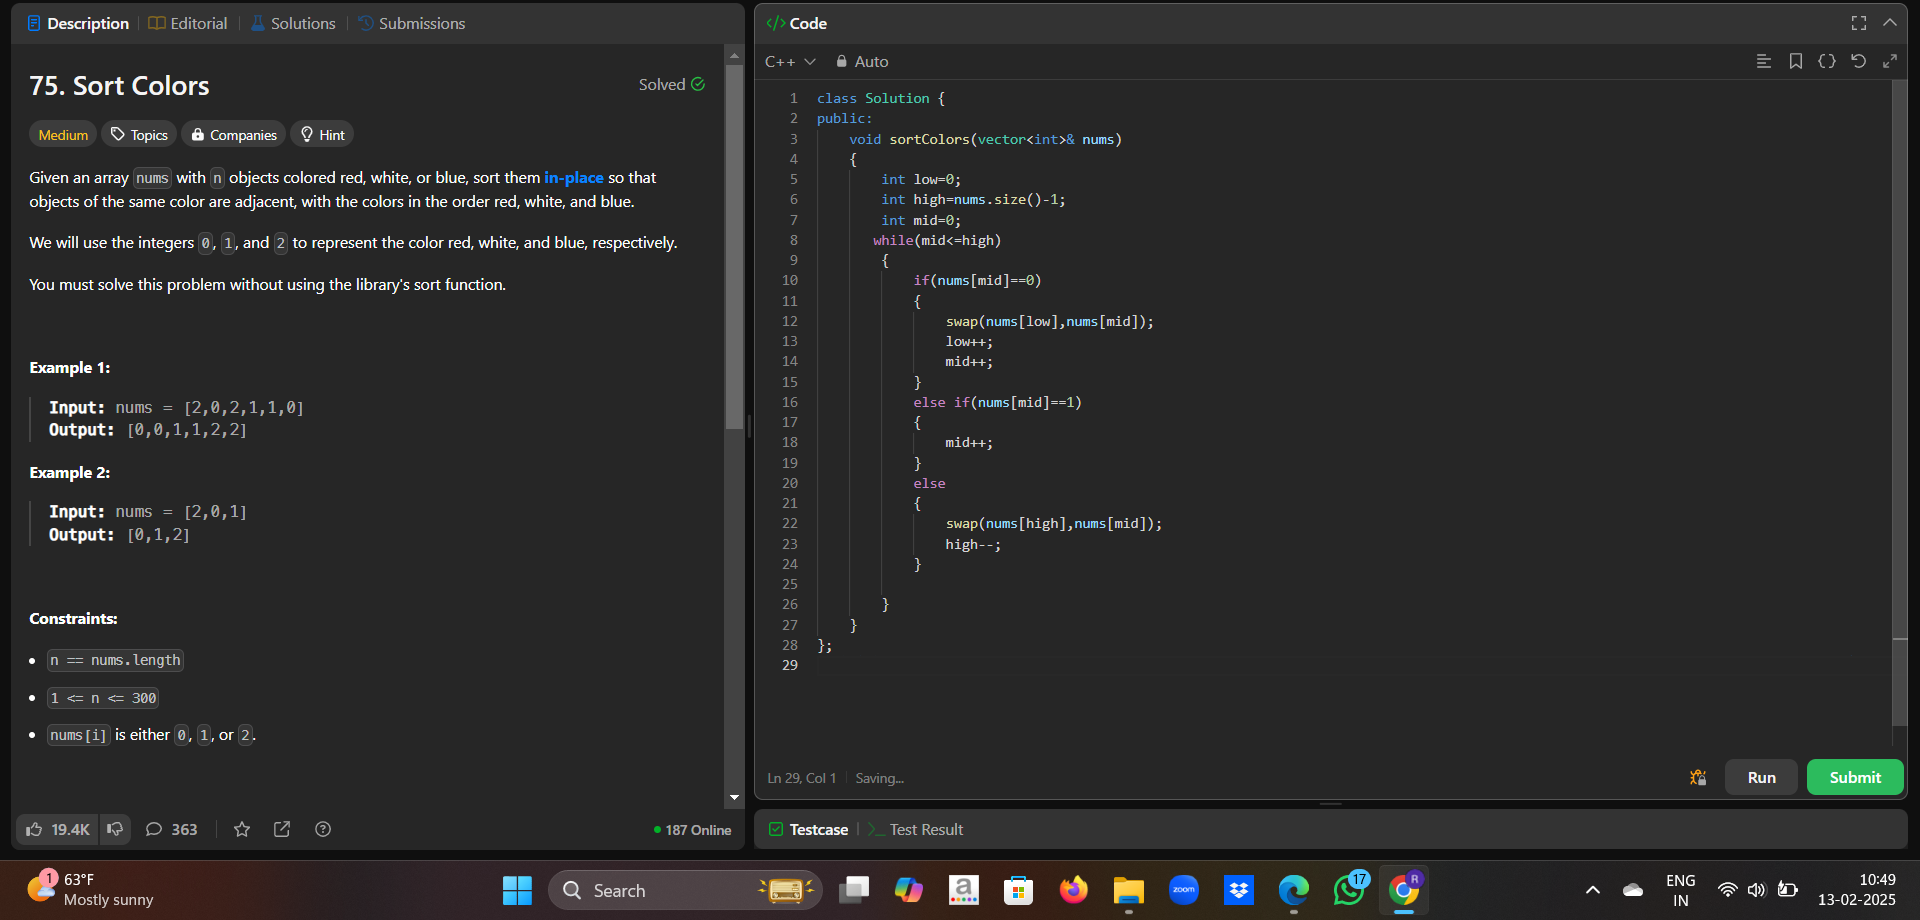 Description
Editorial
Solutions
Submissions
75. Sort Colors
Solved
Medium
Topics
Companies
Hint
Given an array nums with n objects colored red, white, or blue, sort them in-place so that
objects of the same color are adjacent, with the colors in the order red, white, and blue.
We will use the integers 0, 1, and 2 to represent the color red, white, and blue, respectively.
You must solve this problem without using the library's sort function.
Example 1:
Input: nums = [2,0,2,1,1,0]
Output: [0,0,1,1,2,2]
Example 2:
Input: nums = [2,0,1]
Output: [0,1,2]
Constraints:
n == nums.length
1 <= n <= 300
nums[i] is either 0, 1, or 2.
19.4K
363
187 Online
</> Code
C++
Auto
1 class Solution {
2 public:
3 void sortColors(vector<int>& nums)
4 {
5 int low=0;
6 int high=nums.size()-1;
7 int mid=0;
8 while(mid<=high)
9 {
10 if(nums[mid]==0)
11 {
12 swap(nums[low],nums[mid]);
13 low++;
14 mid++;
15 }
16 else if(nums[mid]==1)
17 {
18 mid++;
19 }
20 else
21 {
22 swap(nums[high],nums[mid]);
23 high--;
24 }
25
26 }
27 }
28 };
29
Ln 29, Col 1
Saving...
Run
Submit
Testcase
Test Result
1
63°F
Mostly sunny
Search
a
zoom
17
R
ENG
IN
10:49
13-02-2025